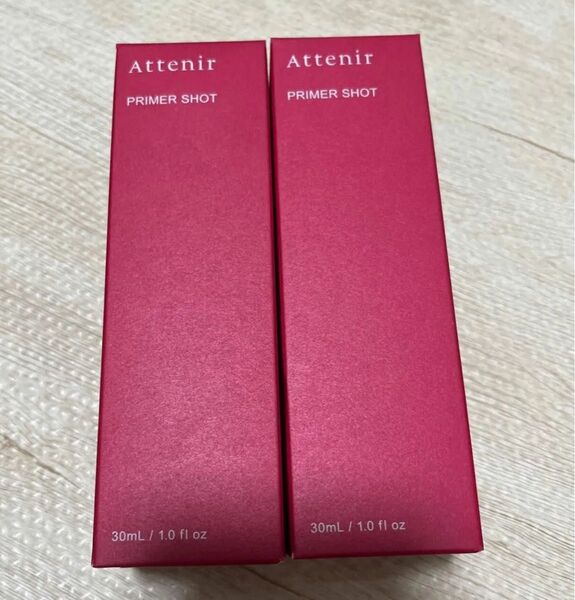 Attenir
PRIMER SHOT
30mL / 1.0 fl oz
Attenir
PRIMER SHOT
30mL / 1.0 fl oz